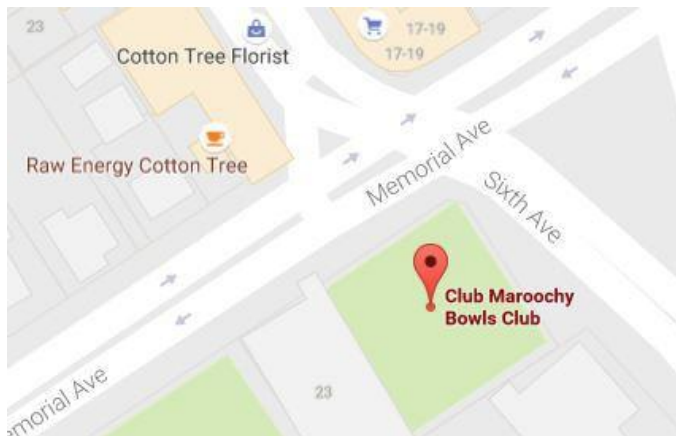 23
17-19
Cotton Tree Florist
17-19
Raw Energy Cotton Tree
Memorial Ave
Sixth Ave
Club Maroochy
Bowls Club
23
emorial Ave